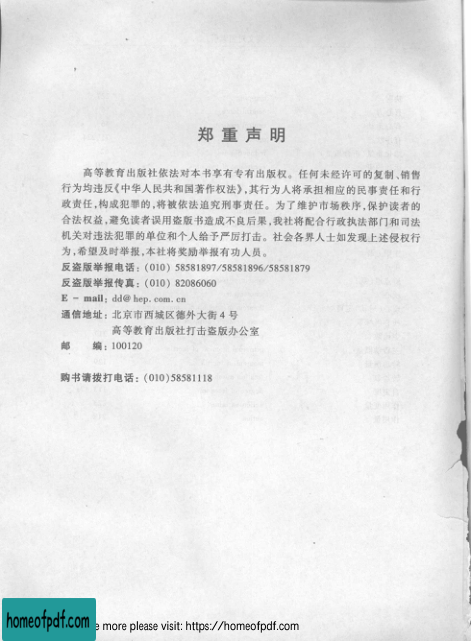 郑重声明
高等教育出版社依法对本书享有专有出版权。任何未经许可的复制、销售
行为均违反《中华人民共和国著作权法》,其行为人将承担相应的民事责任和行
政责任,构成犯罪的,将被依法追究刑事责任。为了维护市场秩序,保护读者的
合法权益,避免读者误用盗版书造成不良后果,我社将配合行政执法部门和司法
机关对违法犯罪的单位和个人给予严厉打击。社会各界人士如发现上述侵权行
为,希望及时举报,本社将奖励举报有功人员。
反盗版举报电话:(010) 58581897/58581896/58581879
反盗版举报传真:(010) 82086060
E - mail: dd@hep.com.cn
通信地址:北京市西城区德外大街4号
高等教育出版社打击盗版办公室
邮 编:100120
购书请拨打电话:(010)58581118
homeofpdf.com
e more please visit: https://homeofpdf.com